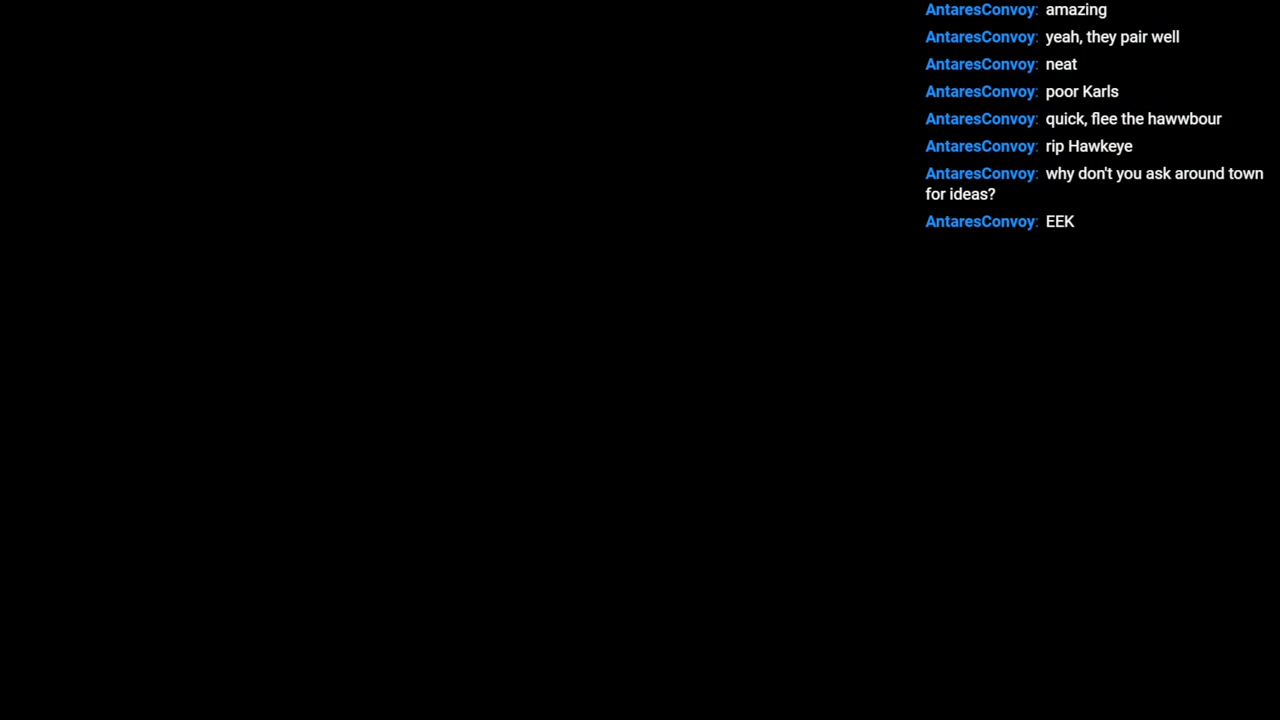 AntaresConvoy: amazing
AntaresConvoy: yeah, they pair well
AntaresConvoy: neat
AntaresConvoy: poor Karls
AntaresConvoy: quick, flee the hawwbour
AntaresConvoy: rip Hawkeye
AntaresConvoy: why don't you ask around town
for ideas?
AntaresConvoy: EEK